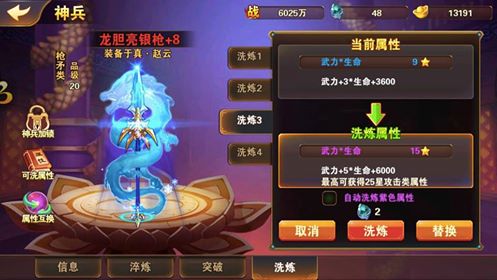 神兵
战 6025万
48
13191
龙胆亮银枪+8
装备于真·赵云
枪矛类
品级20
3
神兵加锁
可洗属性
属性互换
洗炼1
洗炼2
洗炼3
洗炼4
当前属性
武力*生命 9
武力+3*生命+3600
洗炼属性
武力*生命 15
武力+5*生命+6000
最高可获得25星攻击类属性
自动洗炼紫色属性
2
取消
洗炼
替换
信息
淬炼
突破
洗炼